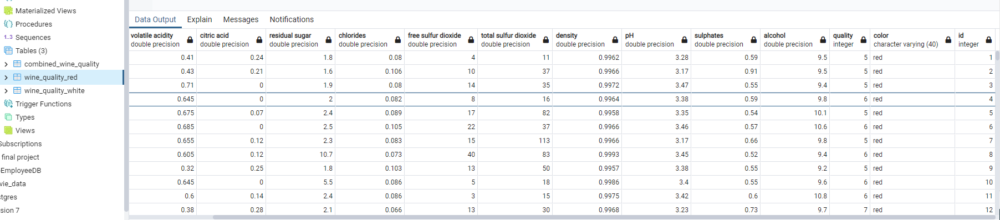 Materialized Views
Procedures
1..3 Sequences
Tables (3)
combined_wine_quality
wine_quality_red
wine_quality_white
Trigger Functions
Types
Views
Subscriptions
final project
-EmployeeDB
vie_data
stgres
sion 7
Data Output Explain Messages Notifications
volatile acidity citric acid residual sugar chlorides free sulfur dioxide total sulfur dioxide density pH sulphates alcohol quality color id
double precision double precision double precision double precision double precision double precision double precision double precision double precision double precision integer character varying (40) integer
0.41 0.24 1.8 0.08 4 11 0.9962 3.28 0.59 9.5 5 red 1
0.43 0.21 1.6 0.106 10 37 0.9966 3.17 0.91 9.5 5 red 2
0.71 0 1.9 0.08 14 35 0.9972 3.47 0.55 9.4 5 red 3
0.645 0 2 0.082 8 16 0.9964 3.38 0.59 9.8 6 red 4
0.675 0.07 2.4 0.089 17 82 0.9958 3.35 0.54 10.1 5 red 5
0.685 0 2.5 0.105 22 37 0.9966 3.46 0.57 10.6 6 red 6
0.655 0.12 2.3 0.083 15 113 0.9966 3.17 0.66 9.8 5 red 7
0.605 0.12 10.7 0.073 40 83 0.9993 3.45 0.52 9.4 6 red 8
0.32 0.25 1.8 0.103 13 50 0.9957 3.38 0.55 9.2 5 red 9
0.645 0 5.5 0.086 5 18 0.9986 3.4 0.55 9.6 6 red 10
0.6 0.14 2.4 0.086 3 15 0.9975 3.42 0.6 10.8 6 red 11
0.38 0.28 2.1 0.066 13 30 0.9968 3.23 0.73 9.7 7 red 12